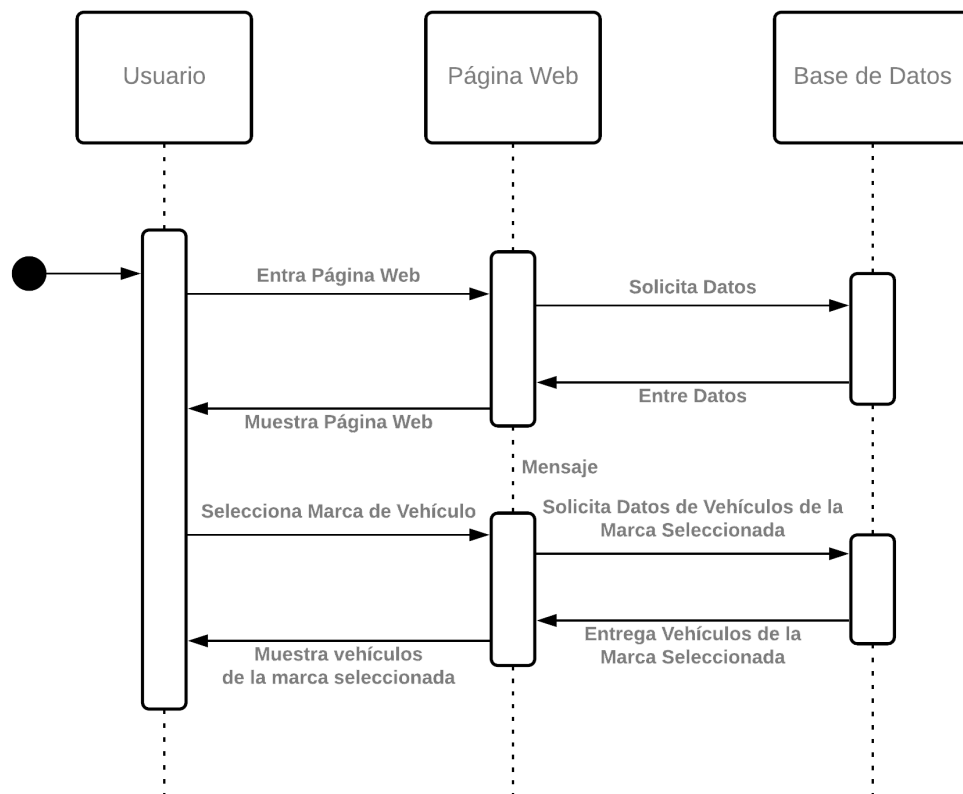 Usuario
Página Web
Base de Datos
Entra Página Web
Solicita Datos
Entre Datos
Muestra Página Web
Mensaje
Selecciona Marca de Vehículo
Solicita Datos de Vehículos de la
Marca Seleccionada
Entrega Vehículos de la
Marca Seleccionada
Muestra vehículos
de la marca seleccionada